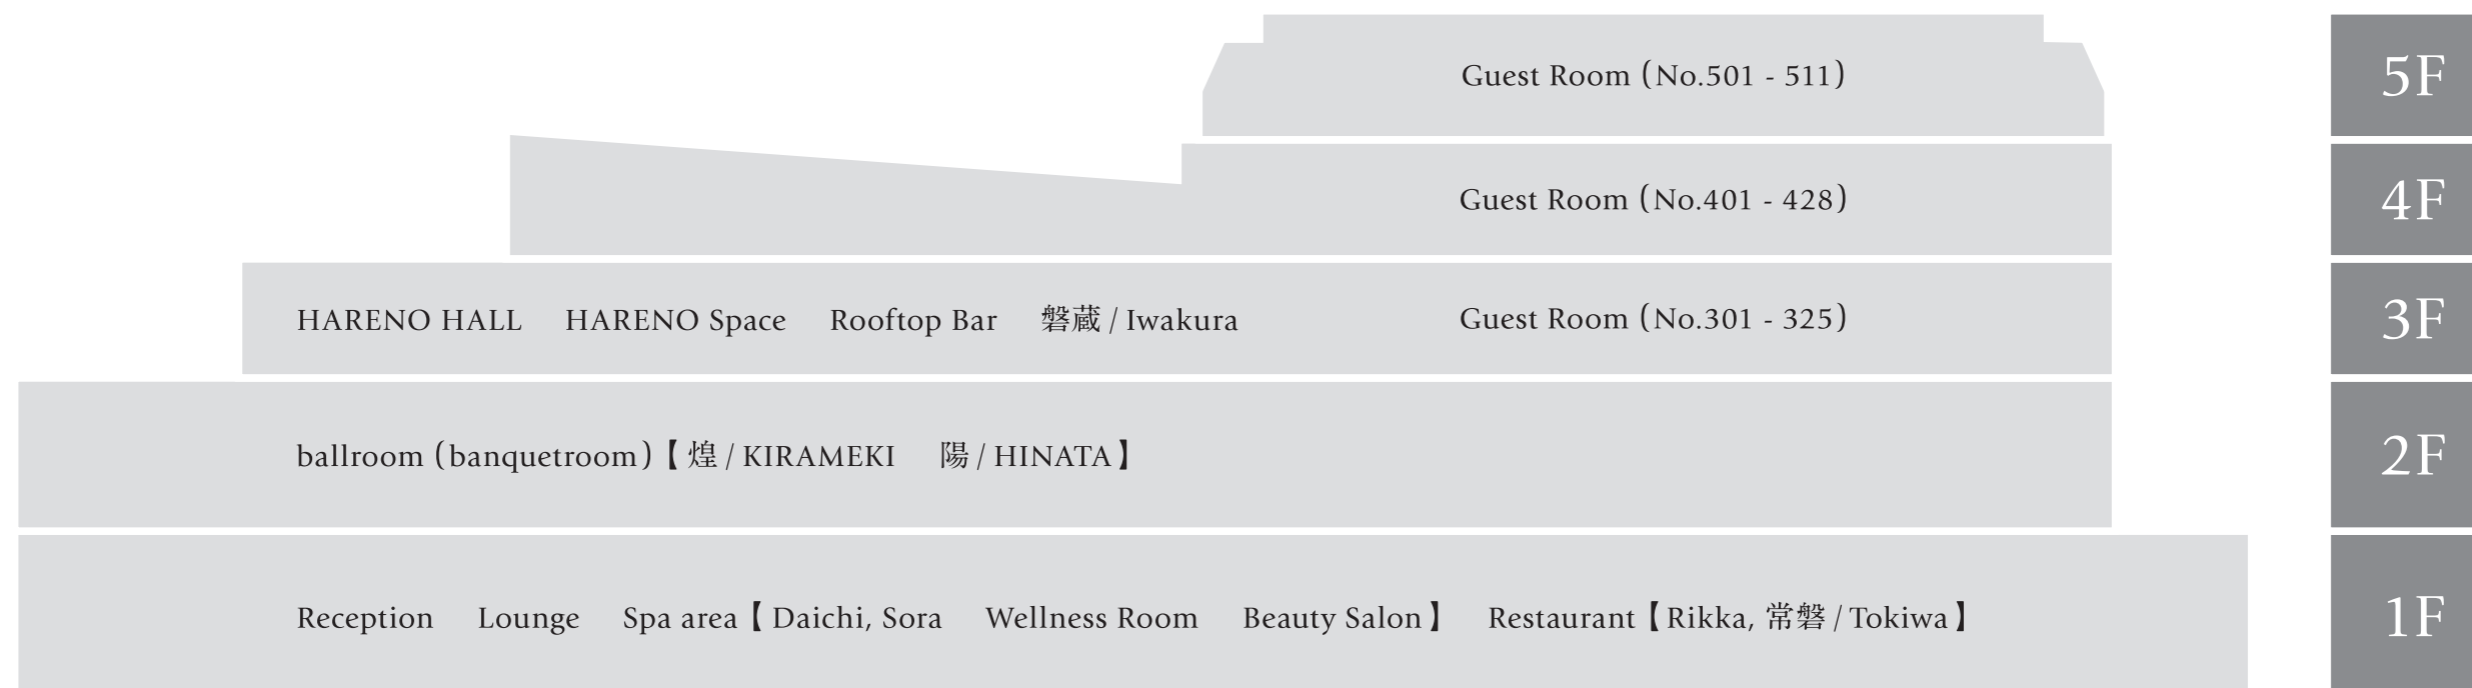 Guest Room (No.501 - 511) 5F
Guest Room (No.401 - 428) 4F
HARENO HALL HARENO Space Rooftop Bar 磐蔵 / Iwakura Guest Room (No.301 - 325) 3F
ballroom (banquetroom)【 煌 / KIRAMEKI 陽 / HINATA 】 2F
Reception Lounge Spa area【 Daichi, Sora Wellness Room Beauty Salon 】 Restaurant【 Rikka, 常磐 / Tokiwa 】 1F